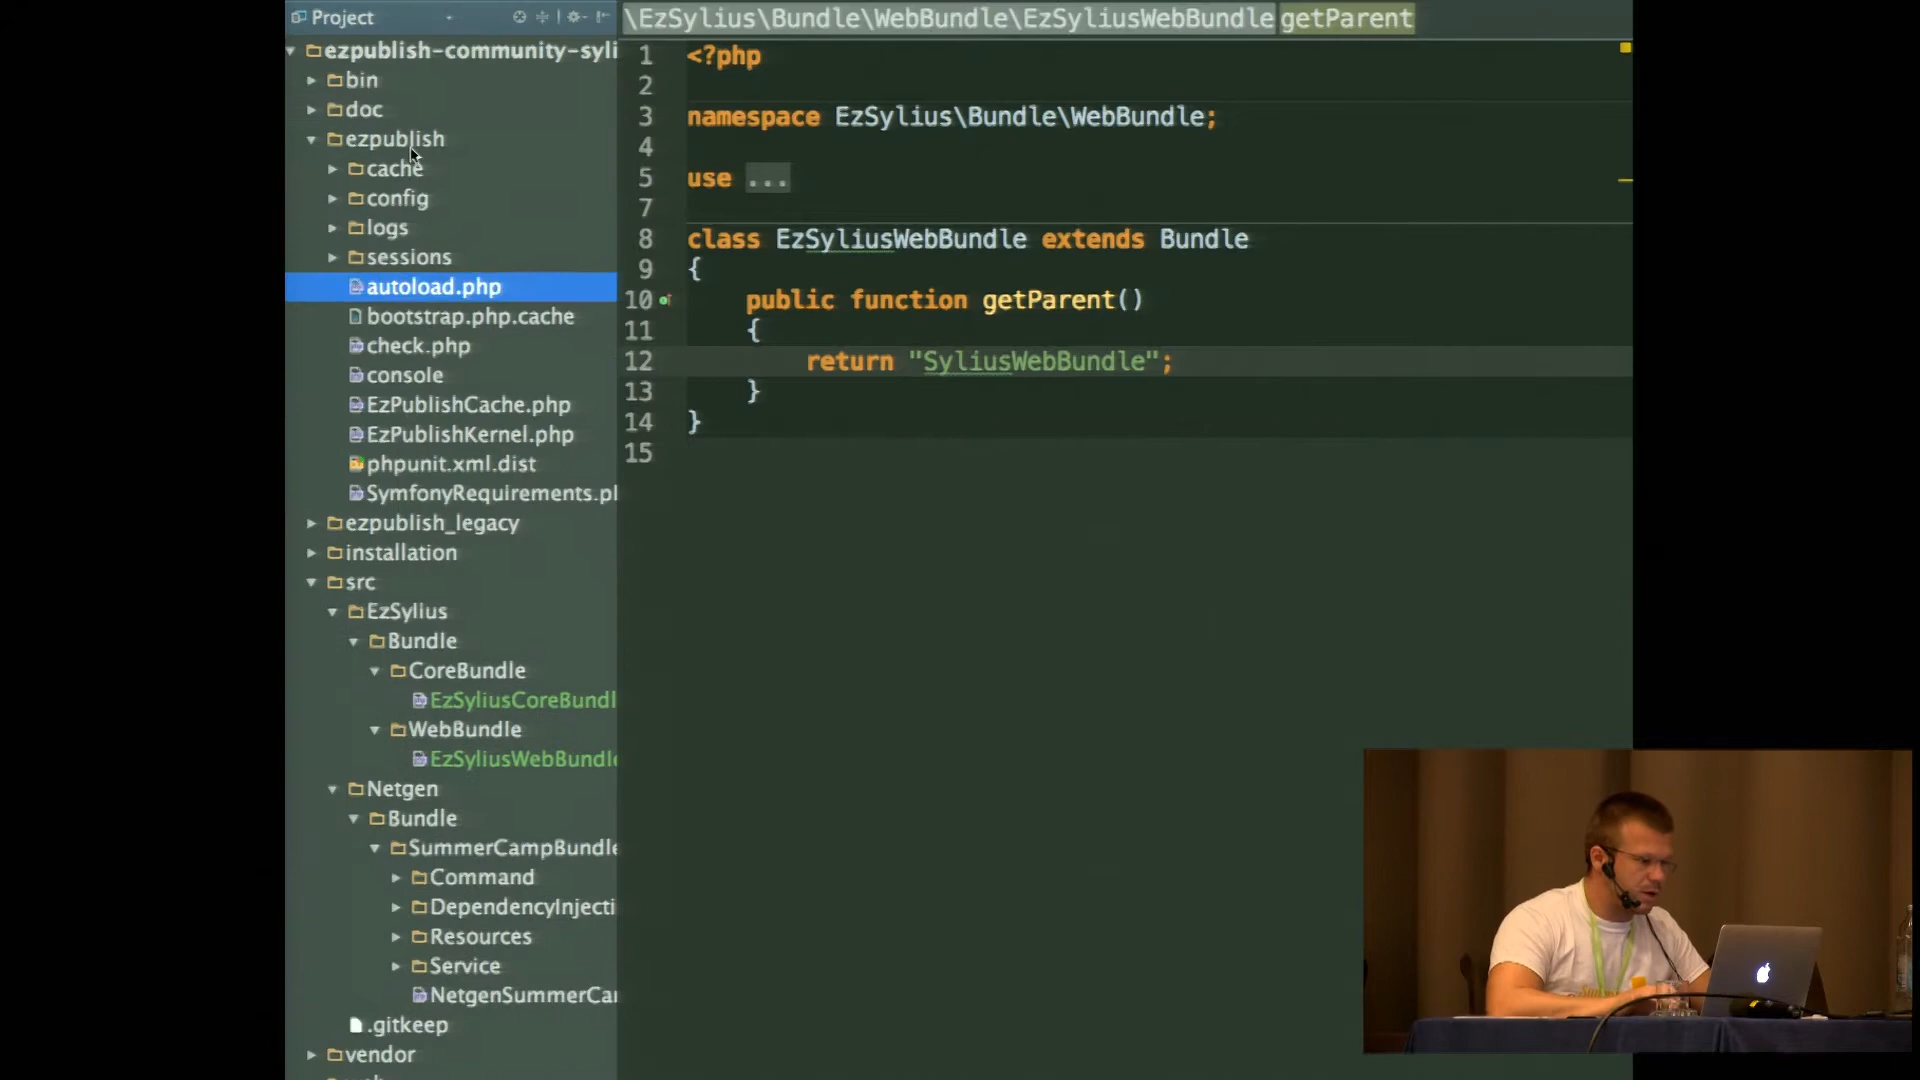 Project
\EzSylius\Bundle\WebBundle\EzSyliusWebBundle getParent
ezpublish-community-syli
bin
doc
ezpublish
cache
config
logs
sessions
autoload.php
bootstrap.php.cache
check.php
console
EzPublishCache.php
EzPublishKernel.php
phpunit.xml.dist
SymfonyRequirements.pl
ezpublish_legacy
installation
src
EzSylius
Bundle
CoreBundle
EzSyliusCoreBundl
WebBundle
EzSyliusWebBundle
Netgen
Bundle
SummerCampBundle
Command
DependencyInjecti
Resources
Service
NetgenSummerCar
.gitkeep
vendor
1 <?php
2
3 namespace EzSylius\Bundle\WebBundle;
4
5 use ...
7
8 class EzSyliusWebBundle extends Bundle
9 {
10 public function getParent()
11 {
12 return "SyliusWebBundle";
13 }
14 }
15